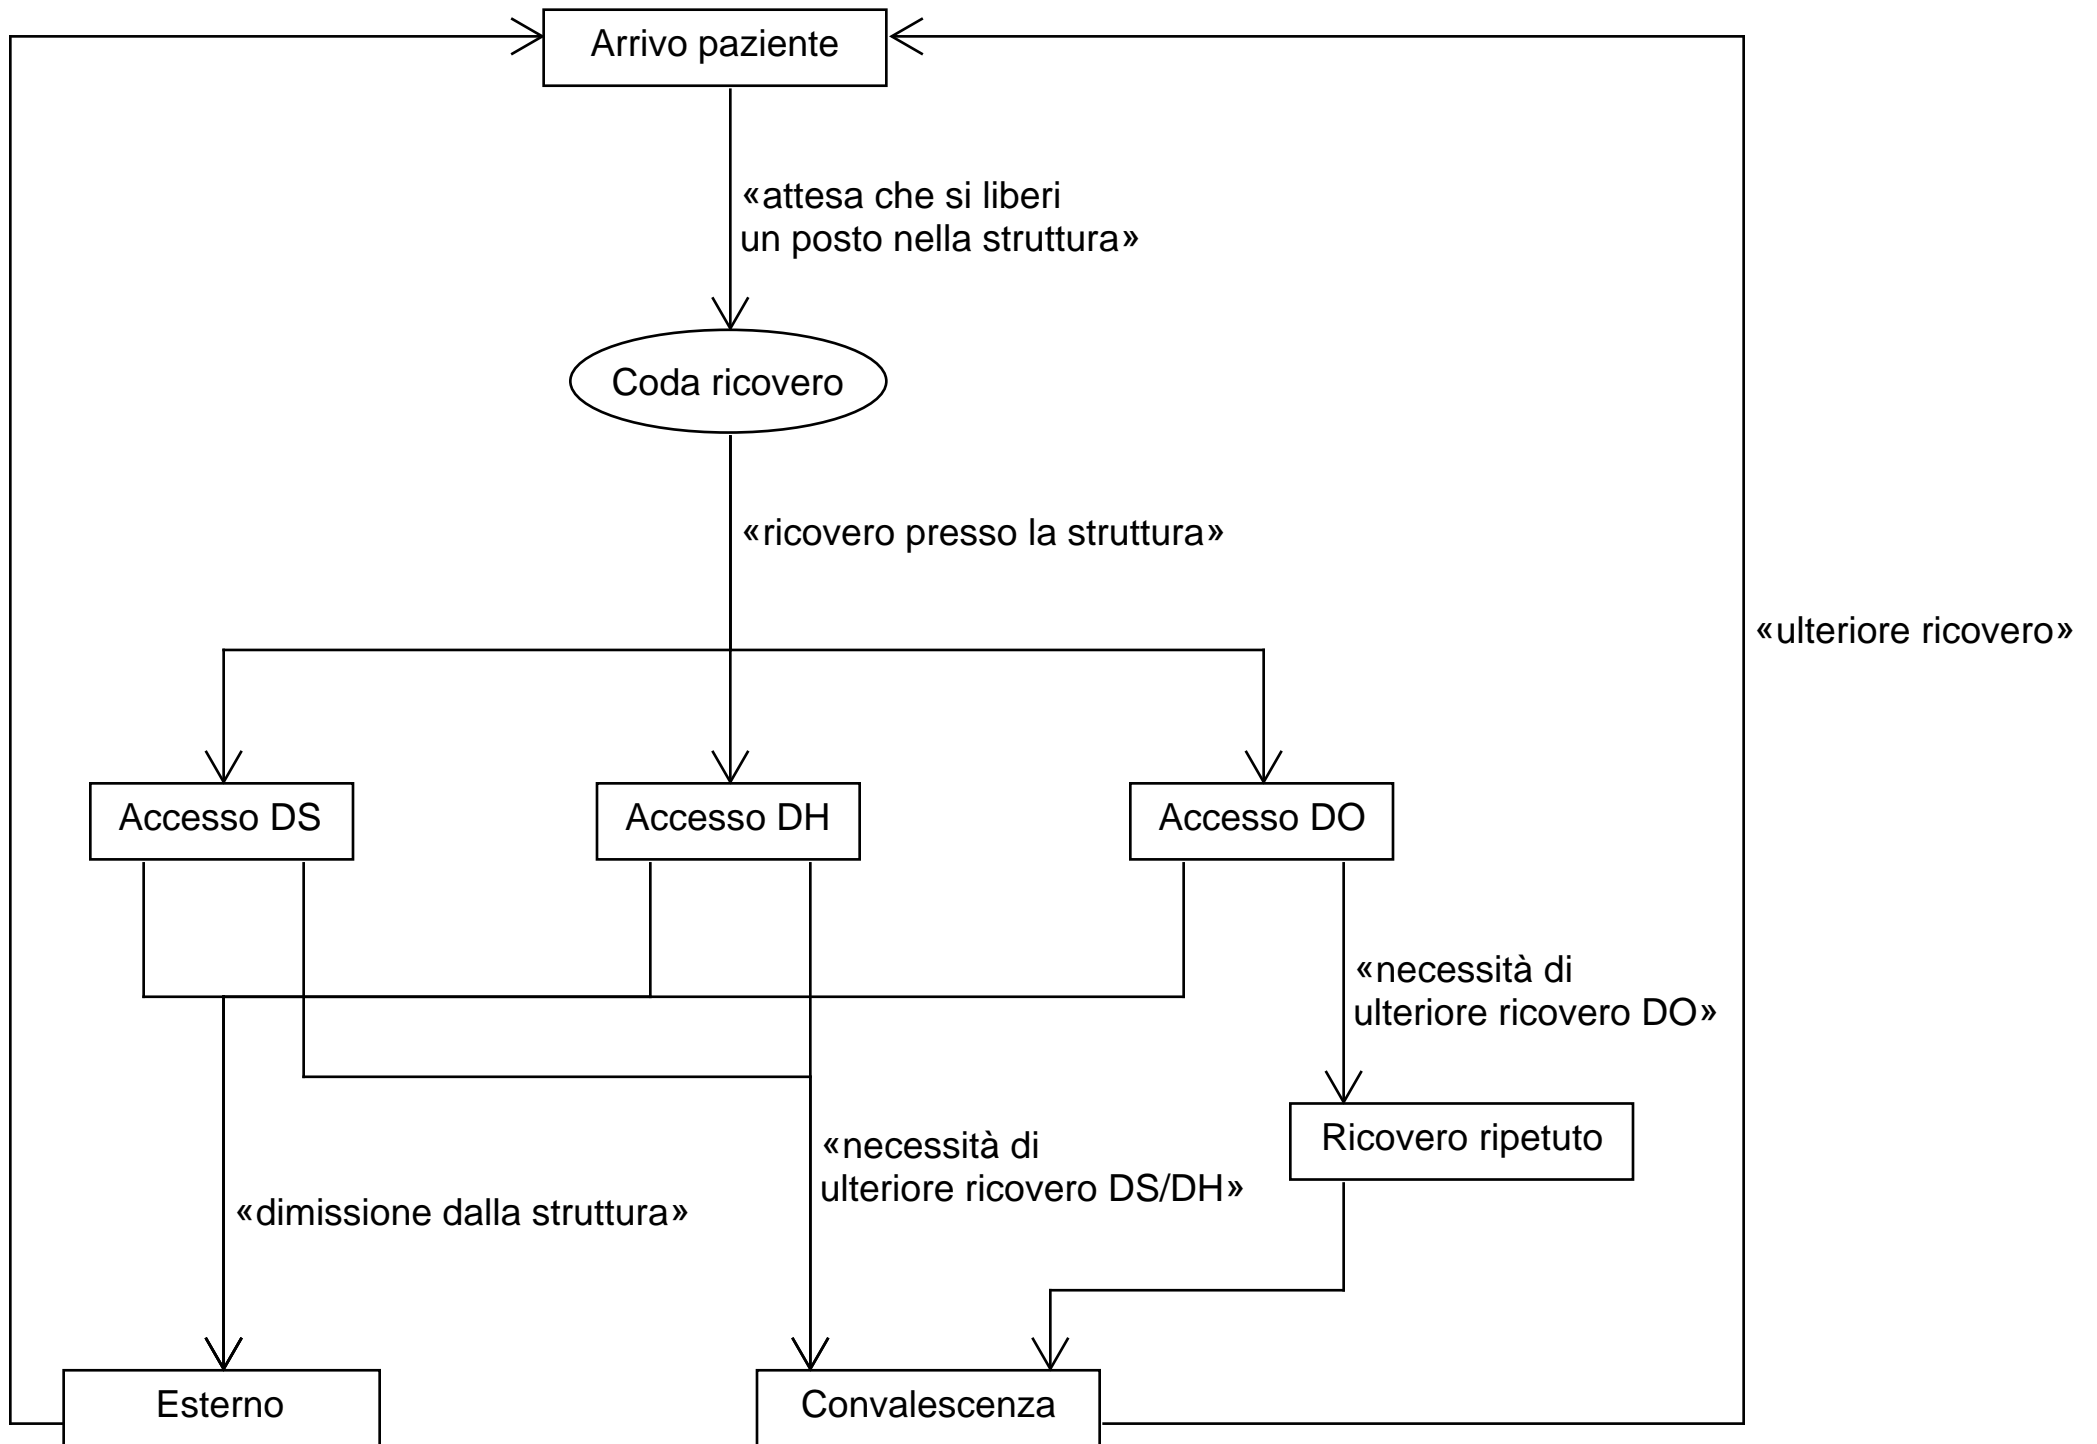 Arrivo paziente
«attesa che si liberi
un posto nella struttura»
Coda ricovero
«ricovero presso la struttura»
«ulteriore ricovero»
Accesso DS
Accesso DH
Accesso DO
«necessità di
ulteriore ricovero DO»
Ricovero ripetuto
«necessità di
ulteriore ricovero DS/DH»
«dimissione dalla struttura»
Esterno
Convalescenza